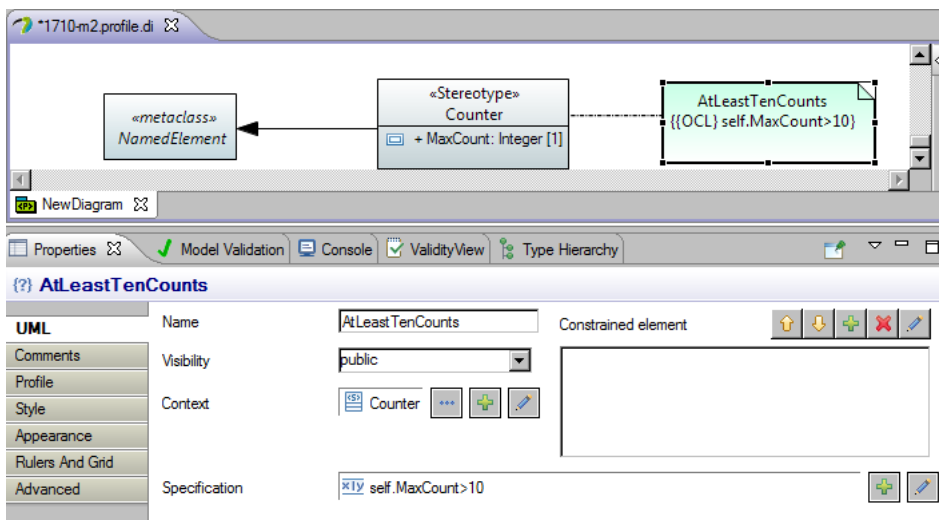 *1710-m2.profile.di
«metaclass»
NamedElement
«Stereotype»
Counter
+ MaxCount: Integer [1]
AtLeastTenCounts
{{OCL} self.MaxCount>10}
NewDiagram
Properties Model Validation Console ValidityView Type Hierarchy
{?} AtLeastTenCounts
UML
Comments
Profile
Style
Appearance
Rulers And Grid
Advanced
Name AtLeastTenCounts Constrained element
Visibility public
Context Counter
Specification self.MaxCount>10